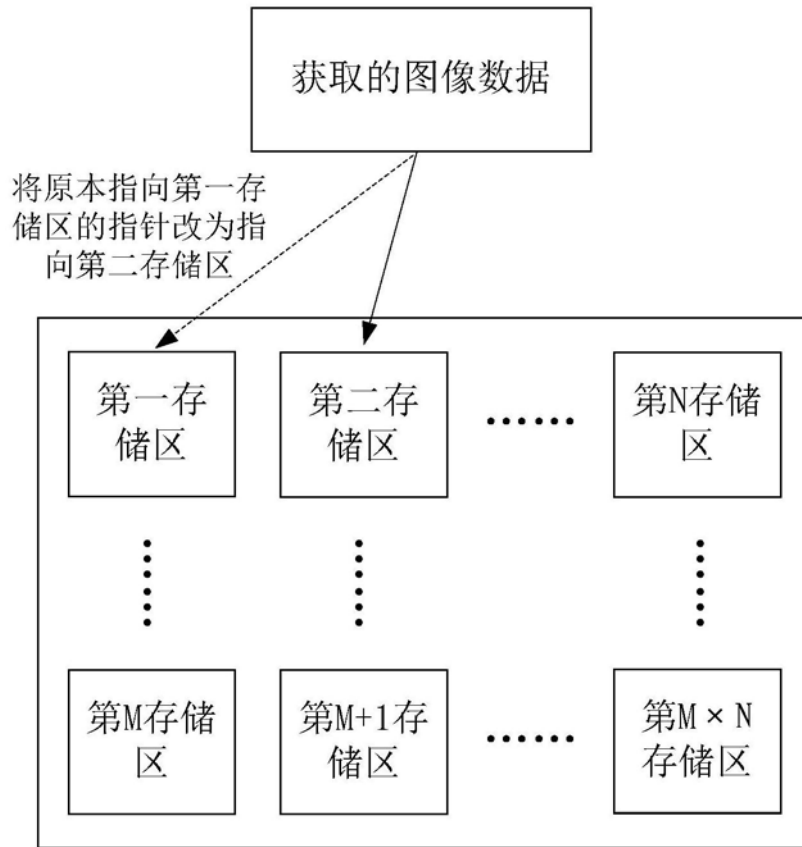 获取的图像数据
将原本指向第一存
储区的指针改为指
向第二存储区
第一存
储区
第二存
储区
……
第N存储
区
第M存储
区
第M+1存
储区
……
第M×N
存储区